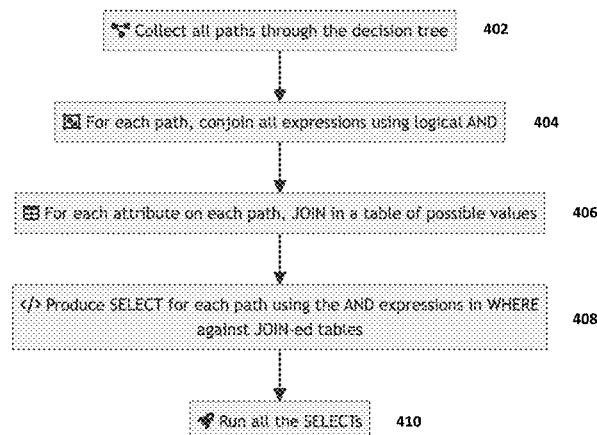 Collect all paths through the decision tree 402
For each path, conjoin all expressions using logical AND 404
For each attribute on each path, JOIN in a table of possible values 406
</> Produce SELECT for each path using the AND expressions in WHERE
against JOIN-ed tables 408
Run all the SELECTs 410